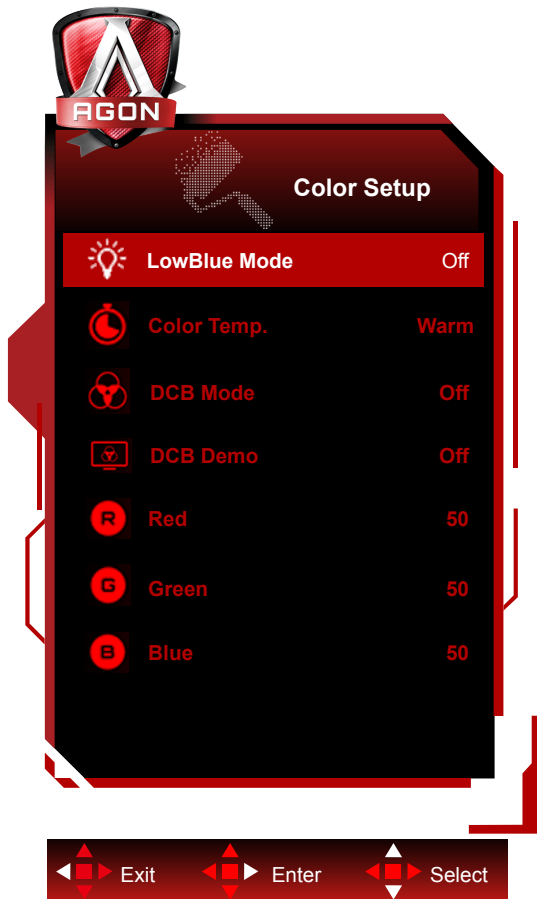 AGON
Color Setup
LowBlue Mode Off
Color Temp. Warm
DCB Mode Off
DCB Demo Off
R Red 50
G Green 50
B Blue 50
Exit Enter Select